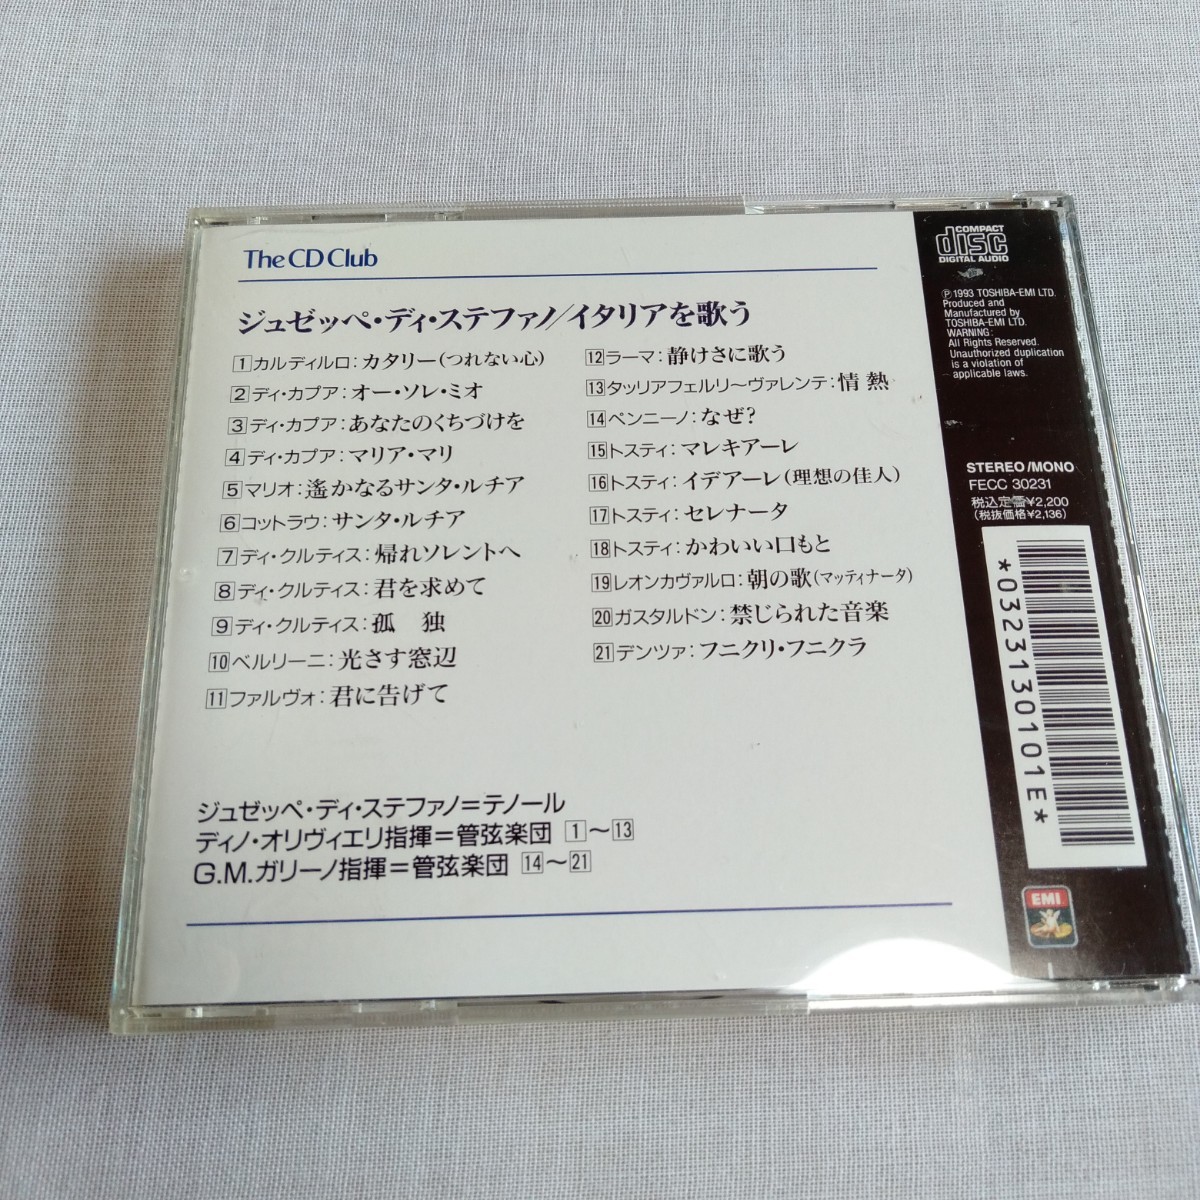 The CD Club
ジュゼッペ・ディ・ステファノ/イタリアを歌う
1 カルディルロ:カタリー(つれない心)
2 ディ・カプア:オー・ソレ・ミオ
3 ディ・カプア:あなたのくちづけを
4 ディ・カプア:マリア・マリ
5 マリオ:遙かなるサンタ・ルチア
6 コットラウ:サンタ・ルチア
7 ディ・クルティス:帰れソレントへ
8 ディ・クルティス:君を求めて
9 ディ・クルティス:孤 独
10 ベルリーニ:光さす窓辺
11 ファルヴォ:君に告げて
12 ラーマ:静けさに歌う
13 タッリアフェルリ〜ヴァレンテ:情 熱
14 ペンニーノ:なぜ?
15 トスティ:マレキアーレ
16 トスティ:イデアーレ(理想の佳人)
17 トスティ:セレナータ
18 トスティ:かわいい口もと
19 レオンカヴァルロ:朝の歌(マッティナータ)
20 ガスタルドン:禁じられた音楽
21 デンツァ:フニクリ・フニクラ
ジュゼッペ・ディ・ステファノ=テノール
ディノ・オリヴィエリ指揮=管弦楽団 1〜13
G.M.ガリーノ指揮=管弦楽団 14〜21
COMPACT
disc
DIGITAL AUDIO
Ⓟ1993 TOSHIBA-EMI LTD.
Produced and
Manufactured by
TOSHIBA-EMI LTD.
WARNING:
All Rights Reserved.
Unauthorized duplication
is a violation of
applicable laws.
STEREO/MONO
FECC 30231
税込定価¥2,200
(税抜価格¥2,136)
*0323130101E*
EMI